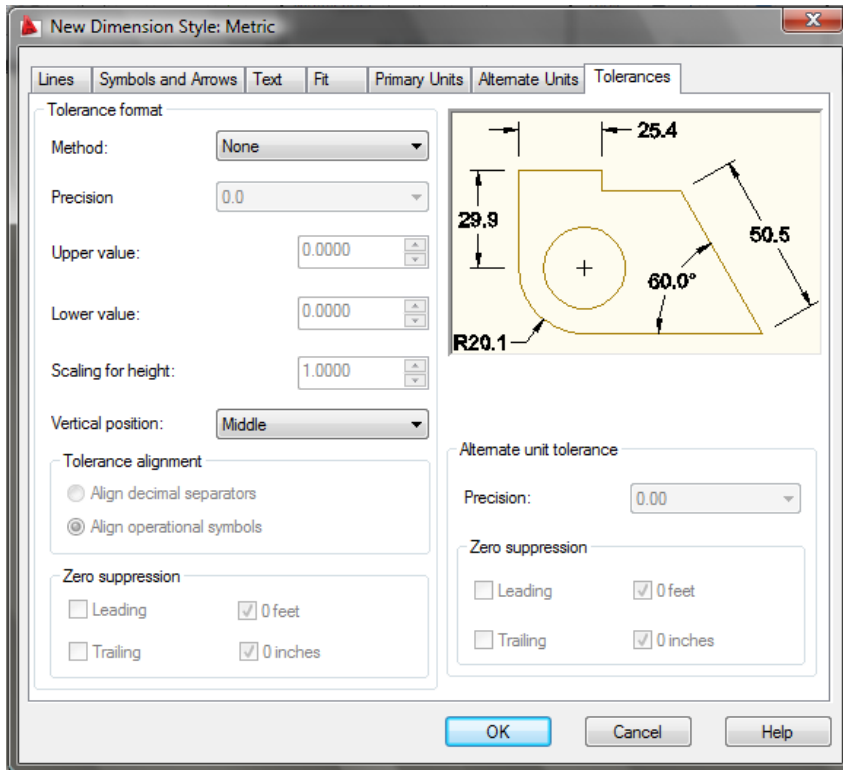 New Dimension Style: Metric
Lines Symbols and Arrows Text Fit Primary Units Alternate Units Tolerances
Tolerance format
Method: None
Precision 0.0
Upper value: 0.0000
Lower value: 0.0000
Scaling for height: 1.0000
Vertical position: Middle
Tolerance alignment
Align decimal separators
Align operational symbols
Zero suppression
Leading 0 feet
Trailing 0 inches
25.4
29.9
50.5
60.0°
R20.1
Alternate unit tolerance
Precision: 0.00
Zero suppression
Leading 0 feet
Trailing 0 inches
OK Cancel Help